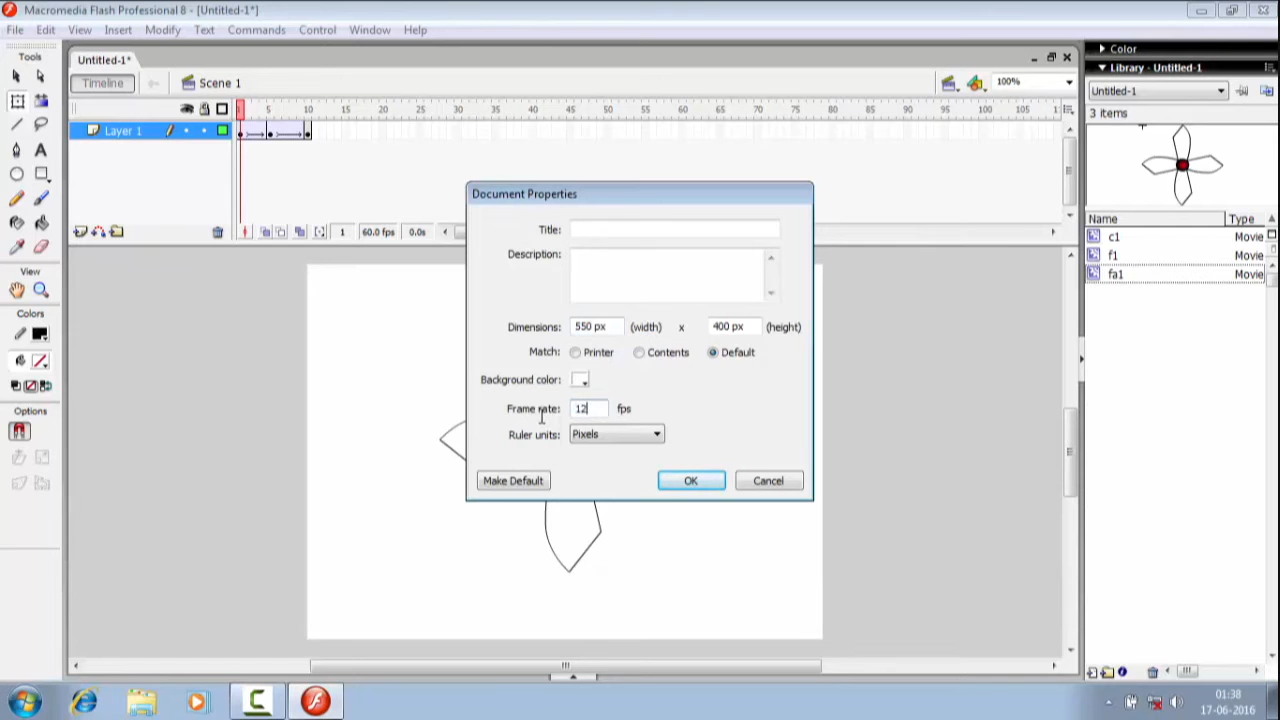 Macromedia Flash Professional 8 - [Untitled-1*]
File Edit View Insert Modify Text Commands Control Window Help
Tools
Untitled-1*
Timeline
Scene 1
100%
5 10 15 20 25 30 35 40 45 50 55 60 65 70 75 80 85 90 95 100 105
Layer 1
1 60.0 fps 0.0s
View
Colors
Options
Document Properties
Title:
Description:
Dimensions: 550 px (width) x 400 px (height)
Match: Printer Contents Default
Background color:
Frame rate: 12 fps
Ruler units: Pixels
Make Default OK Cancel
Color
Library - Untitled-1
Untitled-1
3 items
Name Type
c1 Movie
f1 Movie
fa1 Movie
01:38
17-06-2016